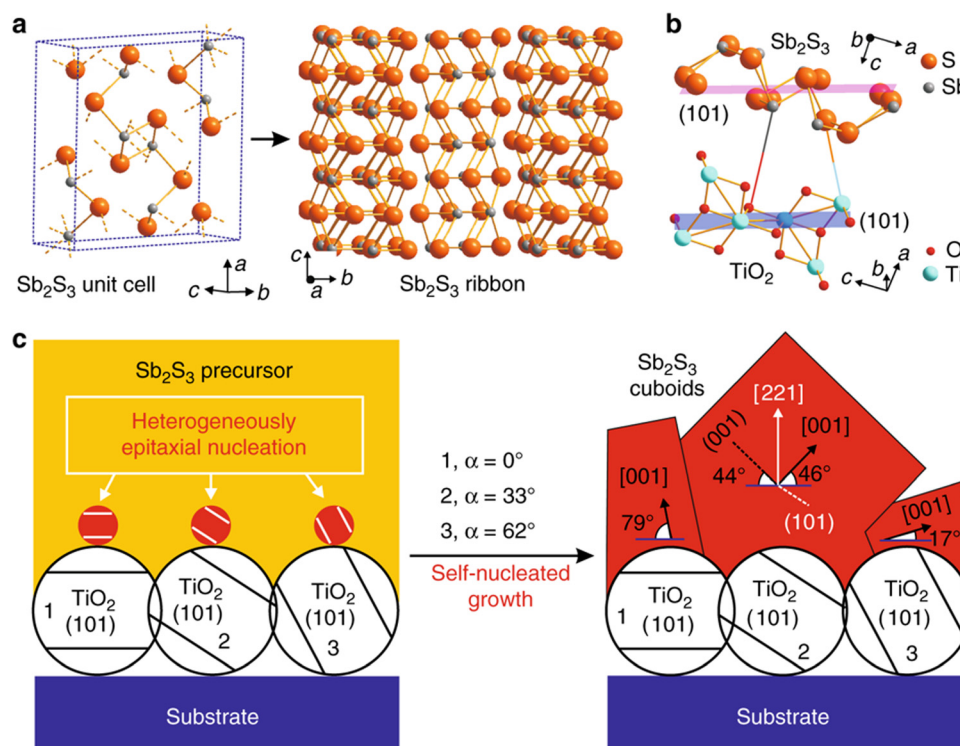 a
Sb₂S₃ unit cell
a
c
b
c
b
a
Sb₂S₃ ribbon
b
Sb₂S₃
b
a
c
S
Sb
(101)
(101)
TiO₂
a
b
c
O
Ti
c
Sb₂S₃ precursor
Heterogeneously
epitaxial nucleation
TiO₂
(101)
1
TiO₂
(101)
2
TiO₂
(101)
3
Substrate
1, α = 0°
2, α = 33°
3, α = 62°
Self-nucleated
growth
Sb₂S₃
cuboids
[221]
(001)
[001]
44°
46°
(101)
[001]
79°
[001]
17°
TiO₂
(101)
1
TiO₂
(101)
2
TiO₂
(101)
3
Substrate